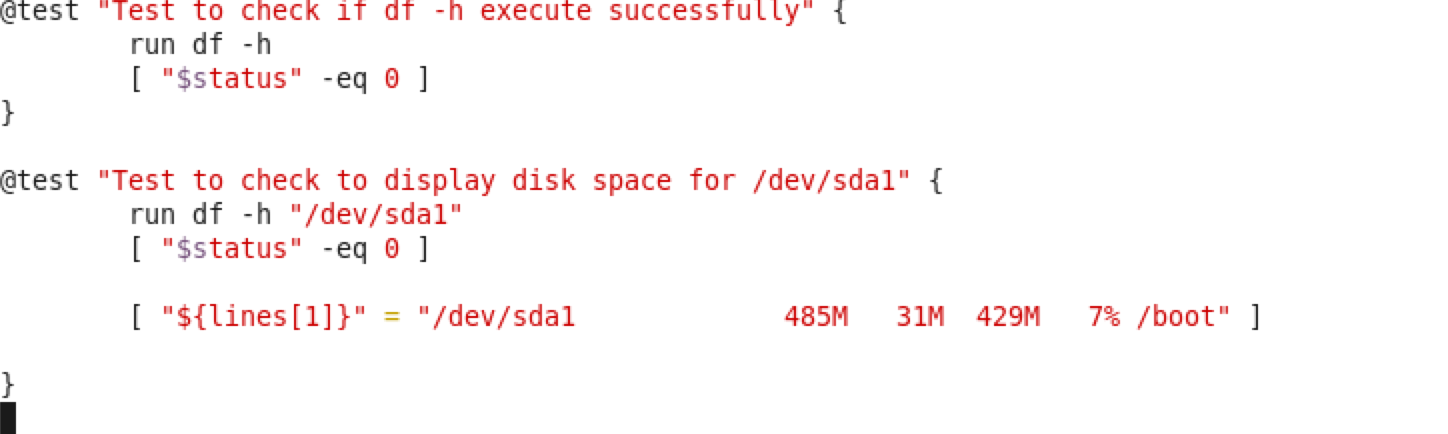 @test "Test to check if df -h execute successfully" {
        run df -h
        [ "$status" -eq 0 ]
}

@test "Test to check to display disk space for /dev/sda1" {
        run df -h "/dev/sda1"
        [ "$status" -eq 0 ]

        [ "${lines[1]}" = "/dev/sda1             485M   31M  429M   7% /boot" ]

}